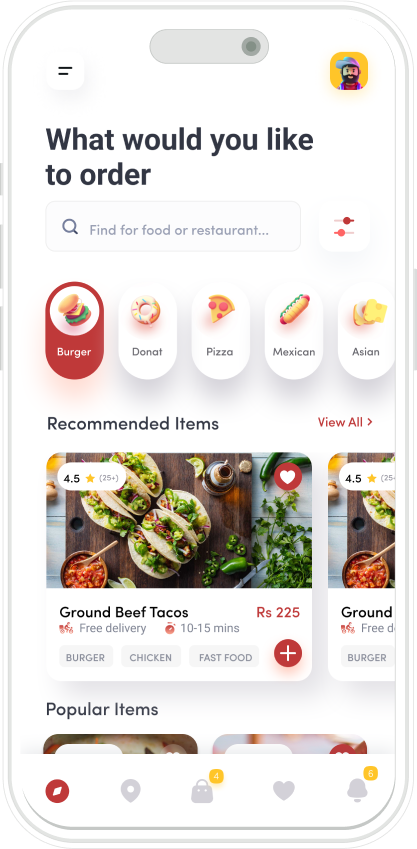 What would you like
to order
Find for food or restaurant...
Burger
Donat
Pizza
Mexican
Asian
Recommended Items
View All >
4.5 (25+)
4.5 (25+
Ground Beef Tacos
Rs 225
Ground
Free delivery
10-15 mins
Free d
BURGER
CHICKEN
FAST FOOD
BURGER
Popular Items
4
6